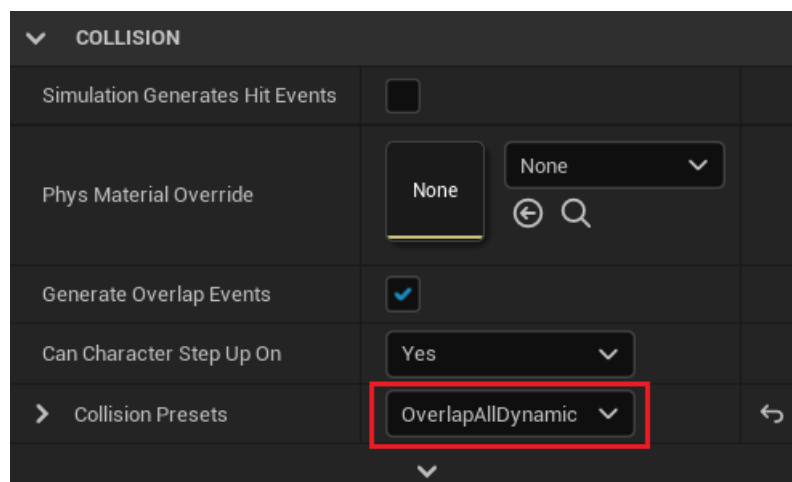 COLLISION
Simulation Generates Hit Events
Phys Material Override
None
None
Generate Overlap Events
Can Character Step Up On
Yes
Collision Presets
OverlapAllDynamic